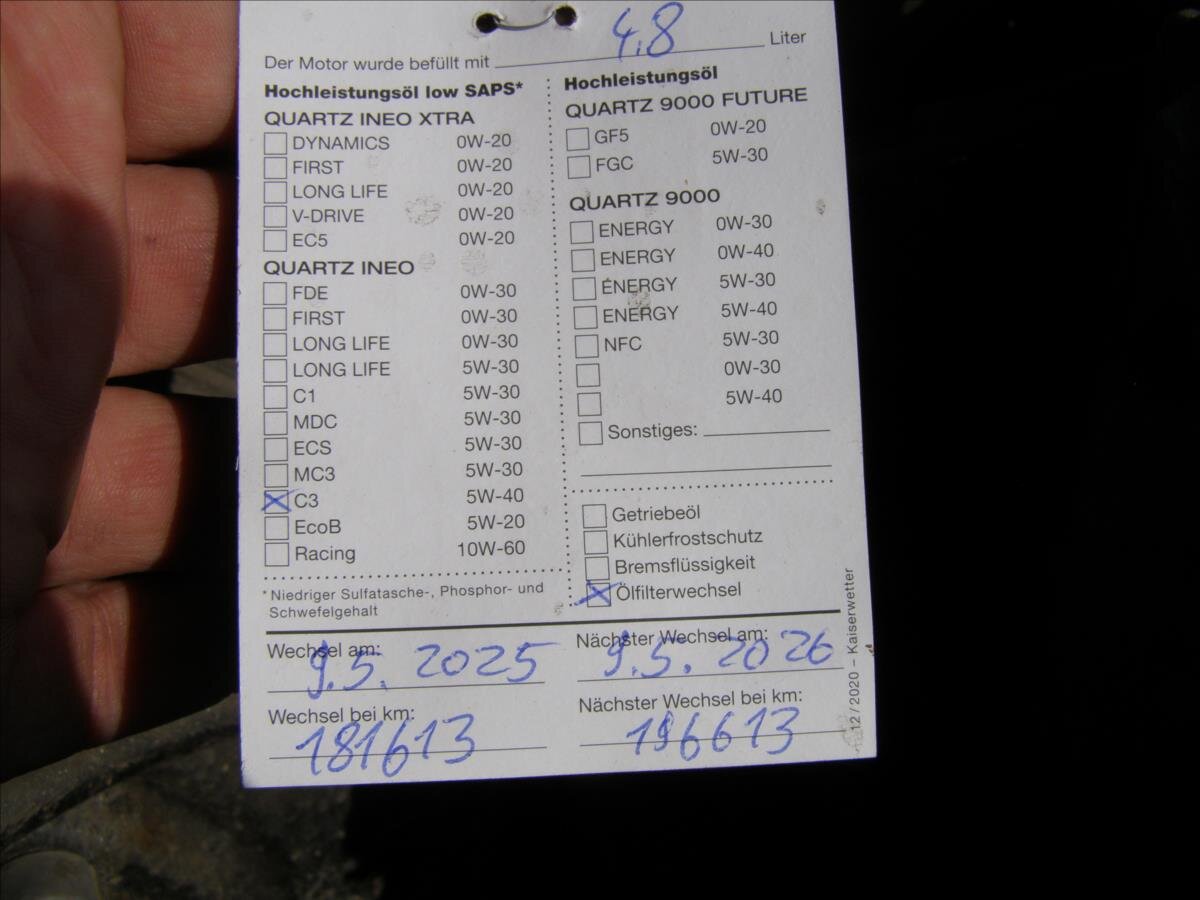 Der Motor wurde befüllt mit 4,8 Liter
Hochleistungsöl low SAPS*
QUARTZ INEO XTRA
DYNAMICS 0W-20
FIRST 0W-20
LONG LIFE 0W-20
V-DRIVE 0W-20
EC5 0W-20
QUARTZ INEO
FDE 0W-30
FIRST 0W-30
LONG LIFE 0W-30
LONG LIFE 5W-30
C1 5W-30
MDC 5W-30
ECS 5W-30
MC3 5W-30
C3 5W-40
EcoB 5W-20
Racing 10W-60
*Niedriger Sulfatasche-, Phosphor- und
Schwefelgehalt
Hochleistungsöl
QUARTZ 9000 FUTURE
GF5 0W-20
FGC 5W-30
QUARTZ 9000
ENERGY 0W-30
ENERGY 0W-40
ENERGY 5W-30
ENERGY 5W-40
NFC 5W-30
0W-30
5W-40
Sonstiges:
Getriebeöl
Kühlerfrostschutz
Bremsflüssigkeit
Ölfilterwechsel
Wechsel am: 9.5. 2025
Nächster Wechsel am: 9.5. 2026
Wechsel bei km: 181613
Nächster Wechsel bei km: 196613
12/2020 – Kaiserwetter